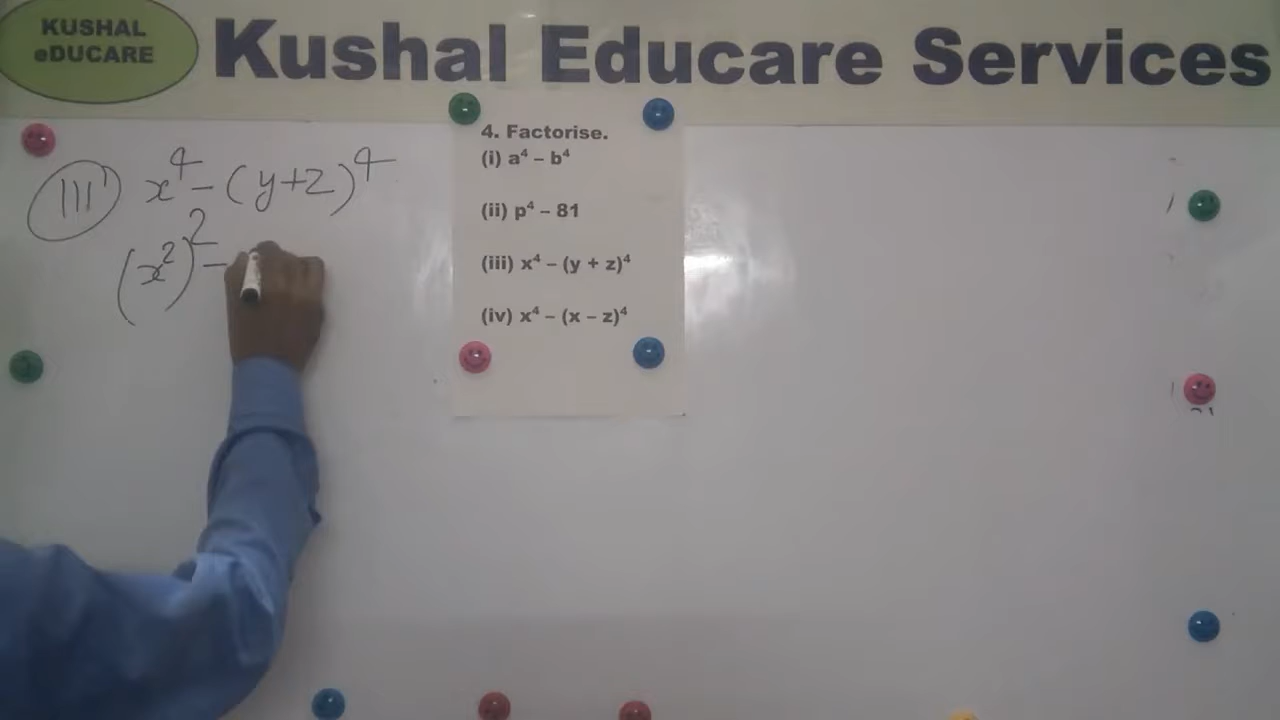 KUSHAL
eDUCARE
Kushal Educare Services
4. Factorise.
(i) a⁴ – b⁴
(ii) p⁴ – 81
(iii) x⁴ – (y + z)⁴
(iv) x⁴ – (x – z)⁴
III x⁴ – (y+z)⁴
(x²)² –